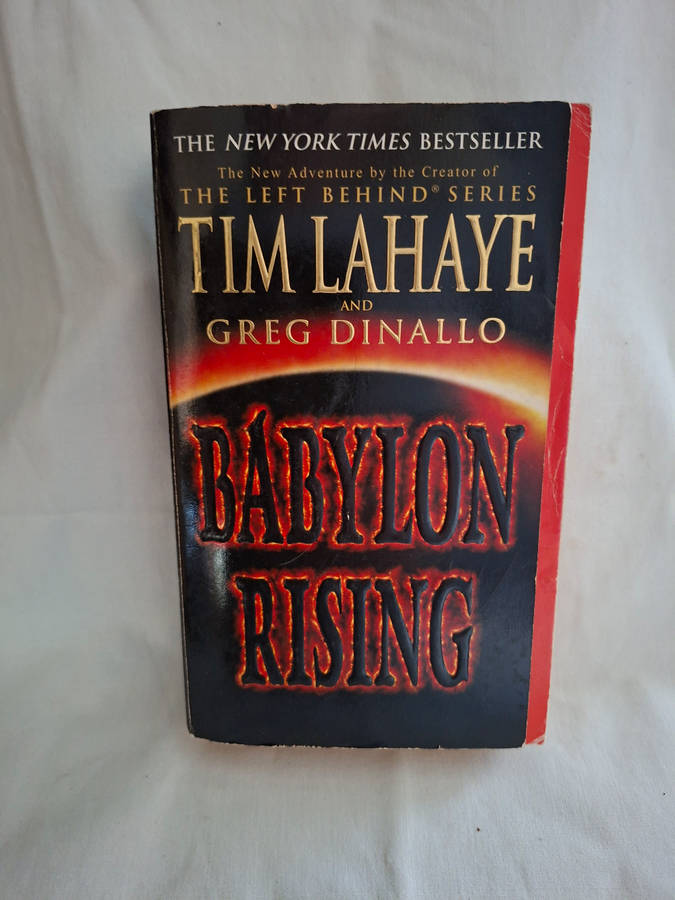 THE NEW YORK TIMES BESTSELLER
The New Adventure by the Creator of
THE LEFT BEHIND® SERIES
TIM LAHAYE
AND
GREG DINALLO
BABYLON
RISING